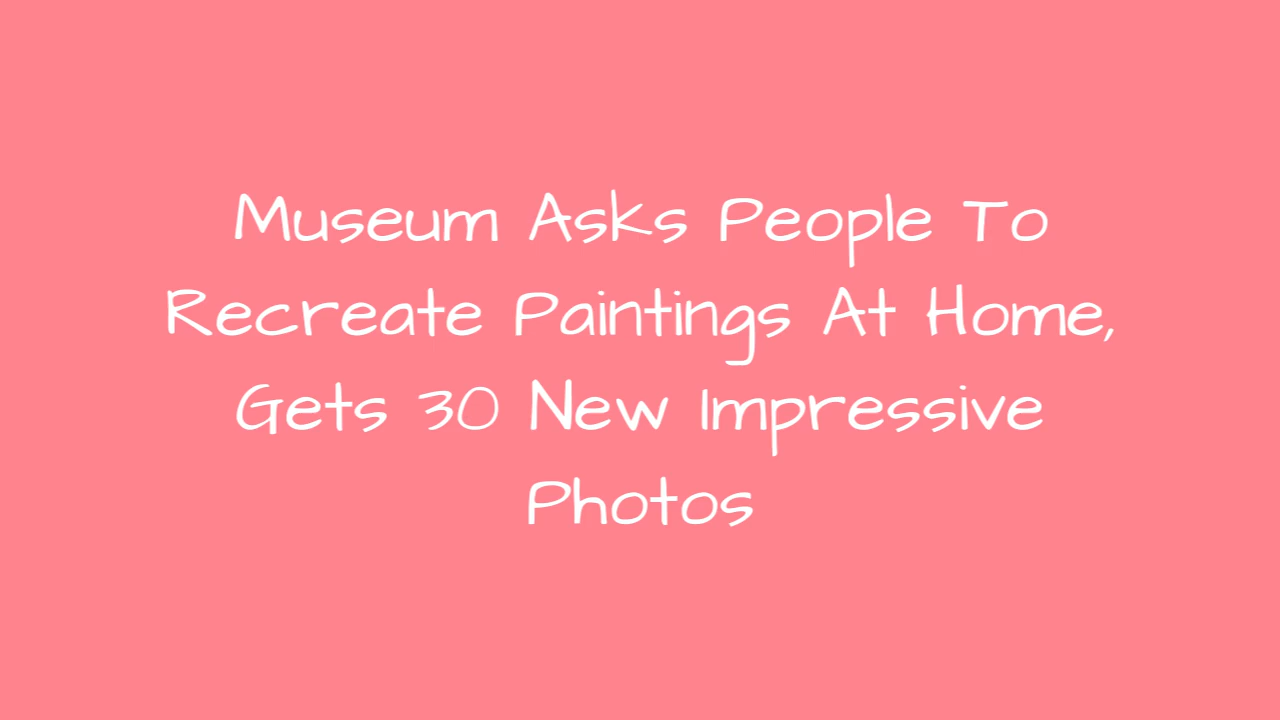 Museum Asks People To
Recreate Paintings At Home,
Gets 30 New Impressive
Photos